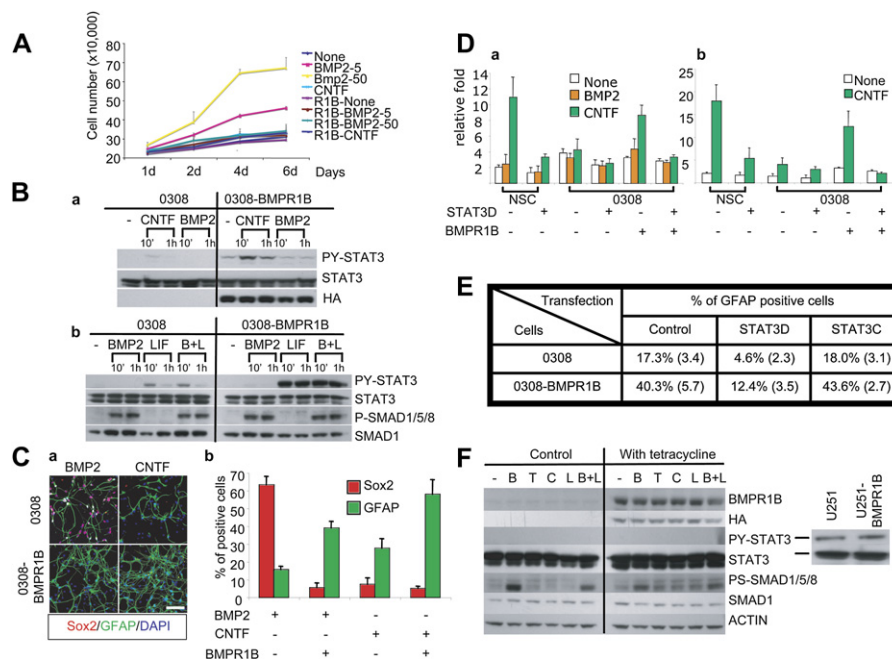 A
Cell number (x10,000)
80
70
60
50
40
30
20
1d 2d 4d 6d Days
None
BMP2-5
Bmp2-50
CNTF
R1B-None
R1B-BMP2-5
R1B-BMP2-50
R1B-CNTF
B
a
0308 0308-BMPR1B
- CNTF BMP2 - CNTF BMP2
10' 1h 10' 1h 10' 1h 10' 1h
PY-STAT3
STAT3
HA
b
0308 0308-BMPR1B
- BMP2 LIF B+L - BMP2 LIF B+L
10' 1h 10' 1h 10' 1h 10' 1h 10' 1h 10' 1h
PY-STAT3
STAT3
P-SMAD1/5/8
SMAD1
C
a
BMP2 CNTF
0308
0308-
BMPR1B
Sox2/GFAP/DAPI
b
% of positive cells
70
60
50
40
30
20
10
0
Sox2
GFAP
BMP2 + + - -
CNTF - - + +
BMPR1B - + - +
D
a
relative fold
16
14
12
8
4
0
None
BMP2
CNTF
b
25
20
15
10
5
0
None
CNTF
NSC 0308 NSC 0308
STAT3D - + - + - + - + - + - +
BMPR1B - - - - + + - - - - + +
E
Transfection
Cells
% of GFAP positive cells
Control STAT3D STAT3C
0308 17.3% (3.4) 4.6% (2.3) 18.0% (3.1)
0308-BMPR1B 40.3% (5.7) 12.4% (3.5) 43.6% (2.7)
F
Control With tetracycline
- B T C L B+L - B T C L B+L
BMPR1B
HA
PY-STAT3
STAT3
PS-SMAD1/5/8
SMAD1
ACTIN
U251
U251-
BMPR1B